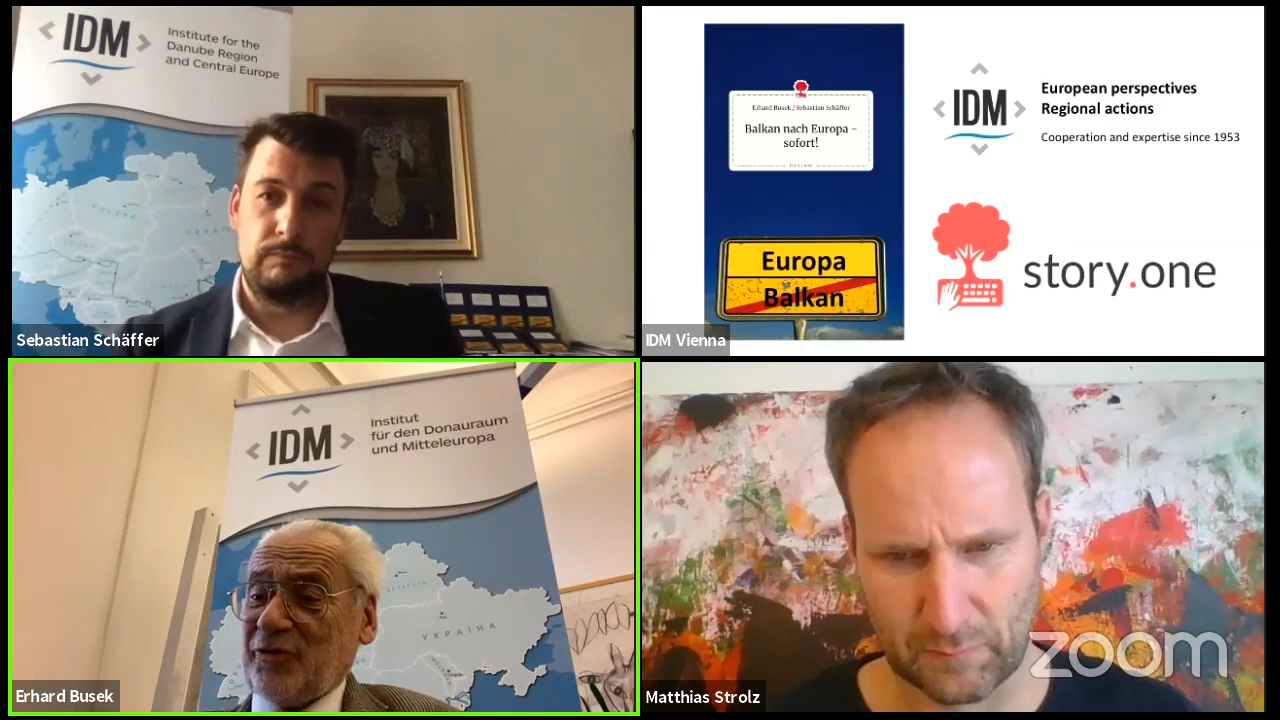 IDM
Institute for the
Danube Region
and Central Europe
POLSKA
Sebastian Schäffer
Erhard Busek / Sebastian Schäffer
Balkan nach Europa –
sofort!
Europa
Balkan
IDM
European perspectives
Regional actions
Cooperation and expertise since 1953
story.one
IDM Vienna
IDM
Institut
für den Donauraum
und Mitteleuropa
УКРАЇНА
Erhard Busek
zoom
Matthias Strolz